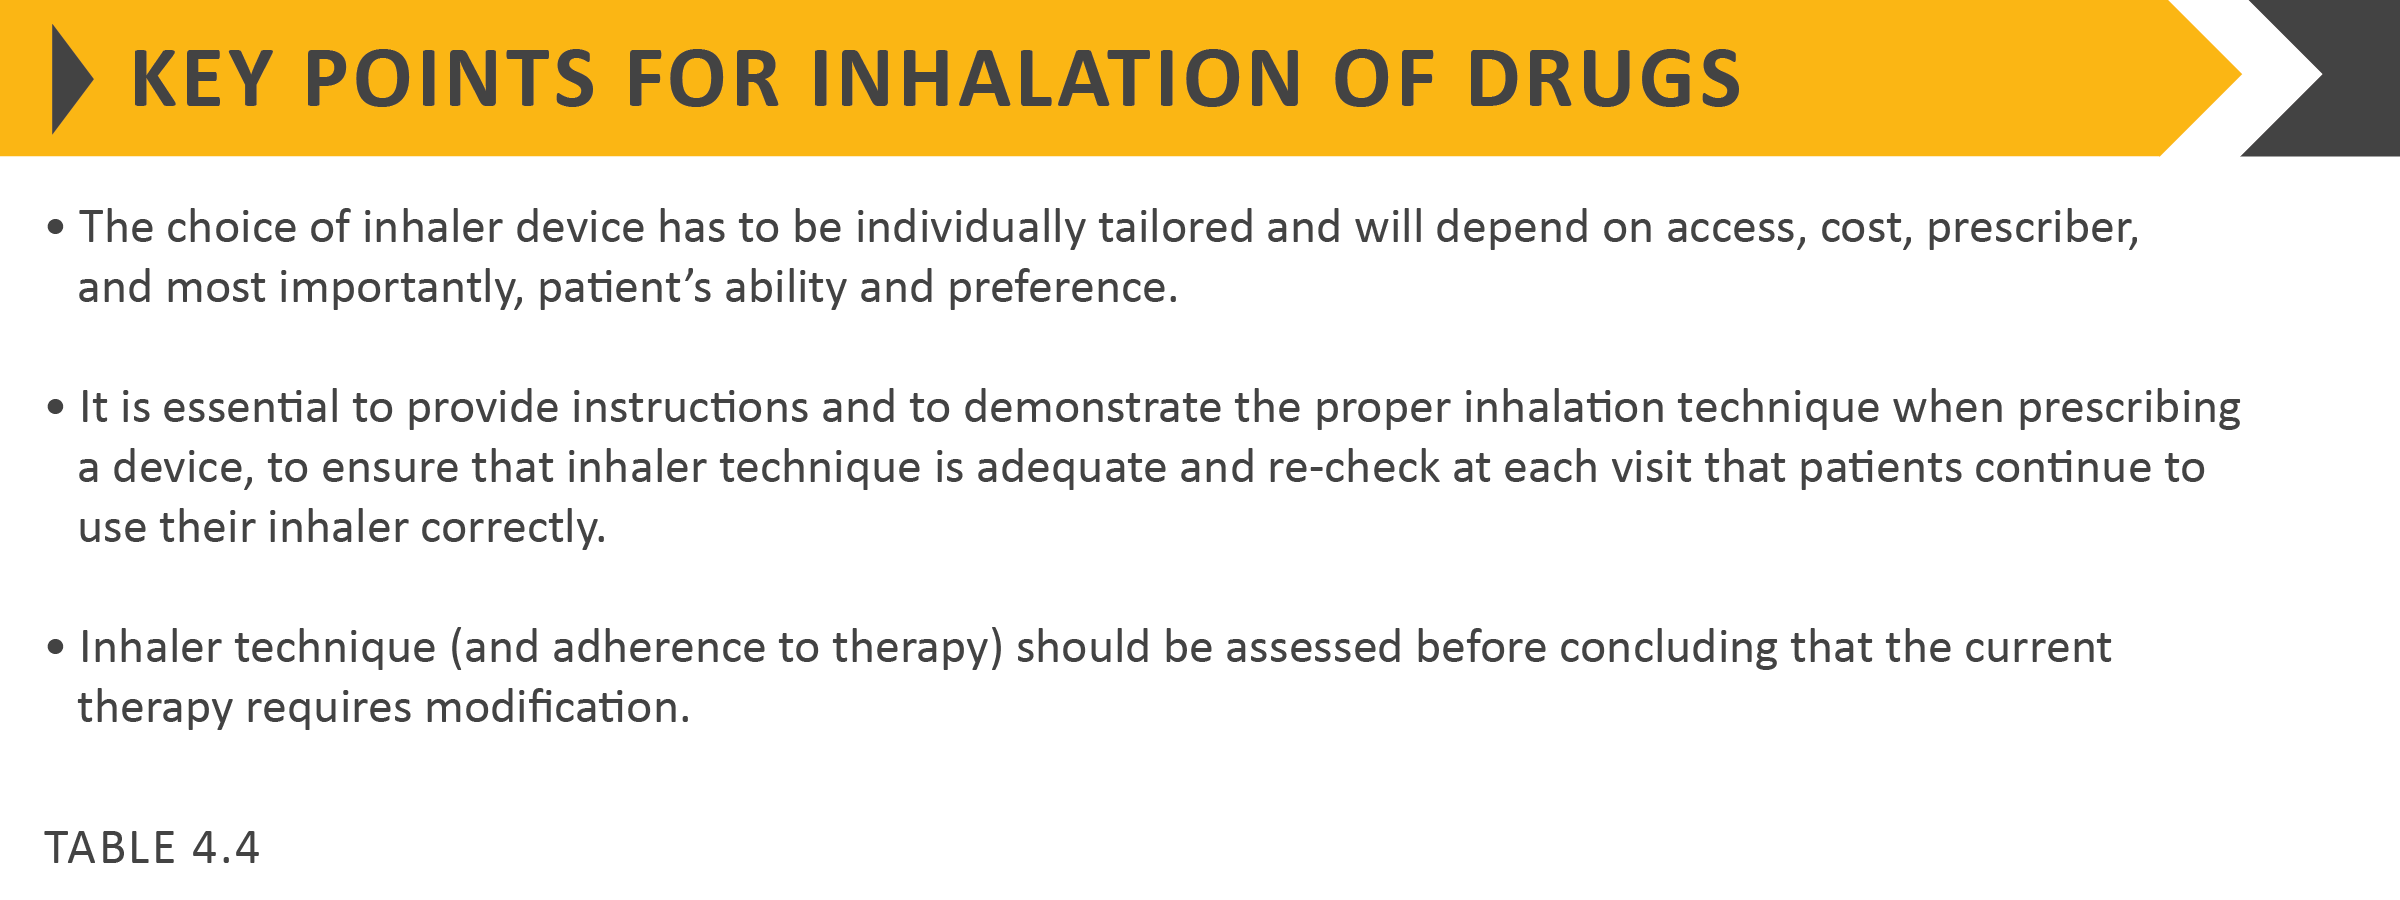 KEY POINTS FOR INHALATION OF DRUGS
• The choice of inhaler device has to be individually tailored and will depend on access, cost, prescriber,
and most importantly, patient’s ability and preference.
• It is essential to provide instructions and to demonstrate the proper inhalation technique when prescribing
a device, to ensure that inhaler technique is adequate and re-check at each visit that patients continue to
use their inhaler correctly.
• Inhaler technique (and adherence to therapy) should be assessed before concluding that the current
therapy requires modification.
TABLE 4.4